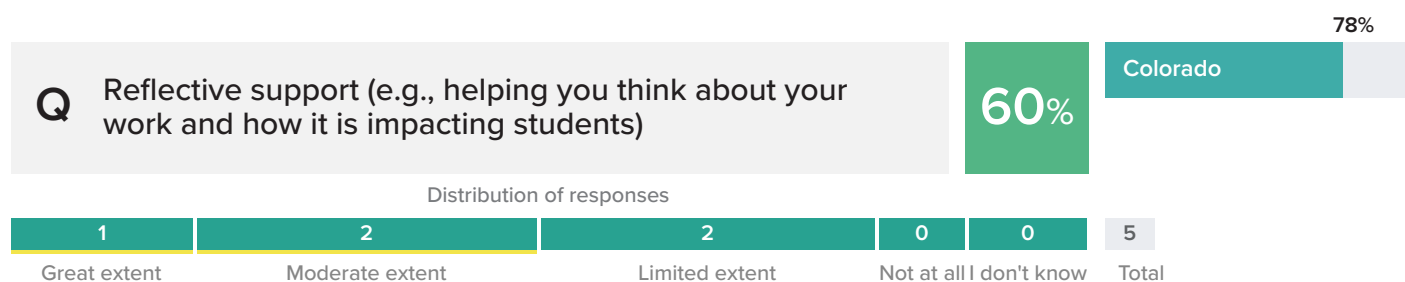 78%
Q
Reflective support (e.g., helping you think about your
work and how it is impacting students)
60%
Colorado
Distribution of responses
1 2 2 0 0 5
Great extent Moderate extent Limited extent Not at all I don't know Total